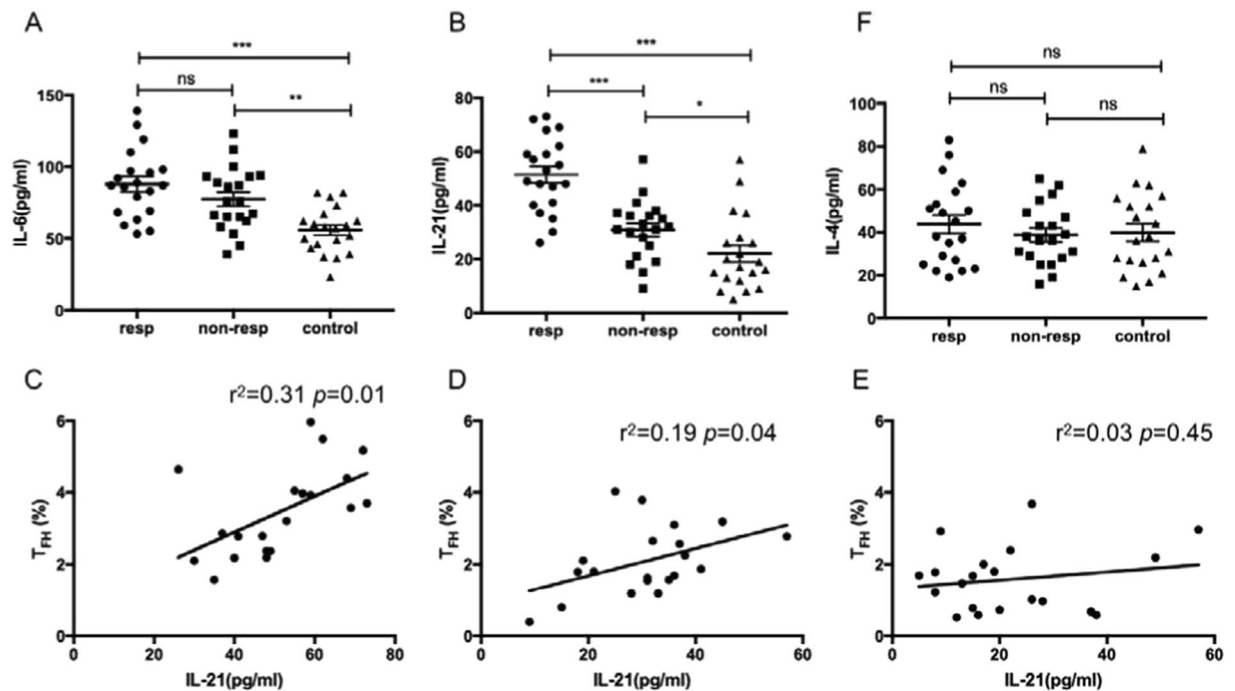 A
B
F
***
ns
**
***
***
*
ns
ns
ns
150
100
50
0
IL-6(pg/ml)
resp
non-resp
control
80
60
40
20
0
IL-21(pg/ml)
resp
non-resp
control
100
80
60
40
20
0
IL-4(pg/ml)
resp
non-resp
control
C
r²=0.31 p=0.01
6
4
2
0
TFH (%)
0 20 40 60 80
IL-21(pg/ml)
D
r²=0.19 p=0.04
6
4
2
0
TFH (%)
0 20 40 60
IL-21(pg/ml)
E
r²=0.03 p=0.45
6
4
2
0
TFH (%)
0 20 40 60
IL-21(pg/ml)